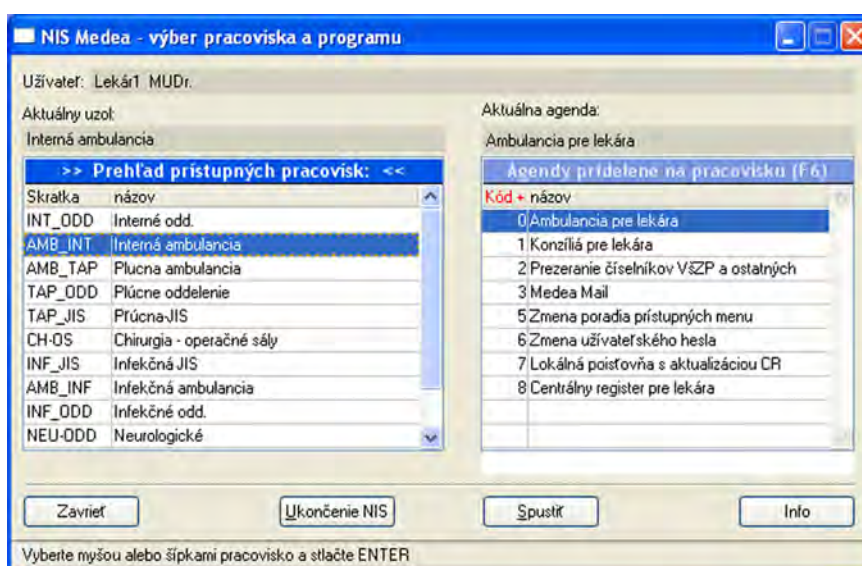 NIS Medea - výber pracoviska a programu
Užívateľ: Lekár1 MUDr.
Aktuálny uzol:
Interná ambulancia
>> Prehľad prístupných pracovísk: <<
Skratka názov
INT_ODD Interné odd.
AMB_INT Interná ambulancia
AMB_TAP Plucna ambulancia
TAP_ODD Plúcne oddelenie
TAP_JIS Prúcna-JIS
CH-OS Chirurgia - operačné sály
INF_JIS Infekčná JIS
AMB_INF Infekčná ambulancia
INF_ODD Infekčné odd.
NEU-ODD Neurologické
Aktuálna agenda:
Ambulancia pre lekára
Agendy pridelene na pracovisku (F6)
Kód + názov
0 Ambulancia pre lekára
1 Konzíliá pre lekára
2 Prezeranie číselníkov VšZP a ostatných
3 Medea Mail
5 Zmena poradia prístupných menu
6 Zmena užívateľského hesla
7 Lokálná poisťovňa s aktualizáciou CR
8 Centrálny register pre lekára
Zavrieť Ukončenie NIS Spustiť Info
Vyberte myšou alebo šípkami pracovisko a stlačte ENTER